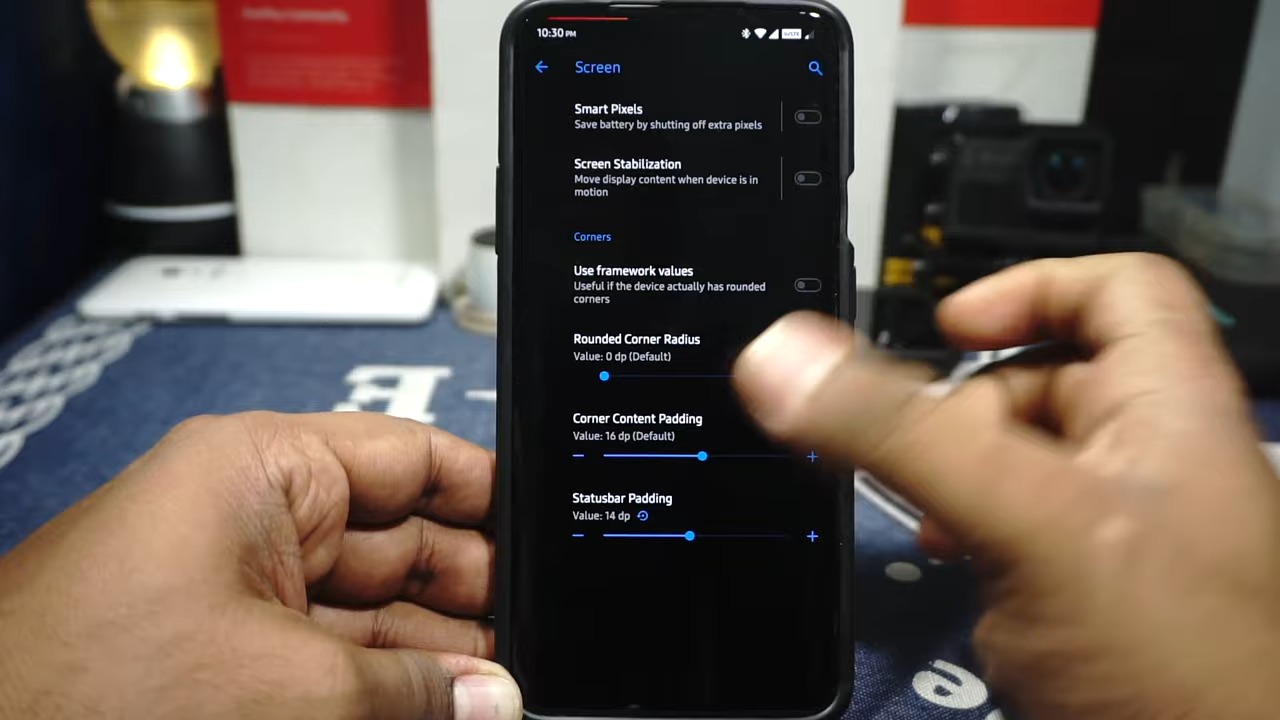 10:30 PM
VoLTE
Screen
Smart Pixels
Save battery by shutting off extra pixels
Screen Stabilization
Move display content when device is in
motion
Corners
Use framework values
Useful if the device actually has rounded
corners
Rounded Corner Radius
Value: 0 dp (Default)
Corner Content Padding
Value: 16 dp (Default)
Statusbar Padding
Value: 14 dp
E
e